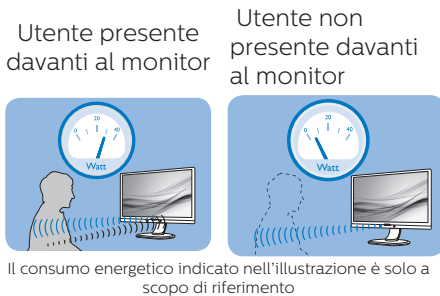 Utente presente
davanti al monitor
Utente non
presente davanti
al monitor
0 20 40
Watt
0 20 40
Watt
Il consumo energetico indicato nell'illustrazione è solo a
scopo di riferimento